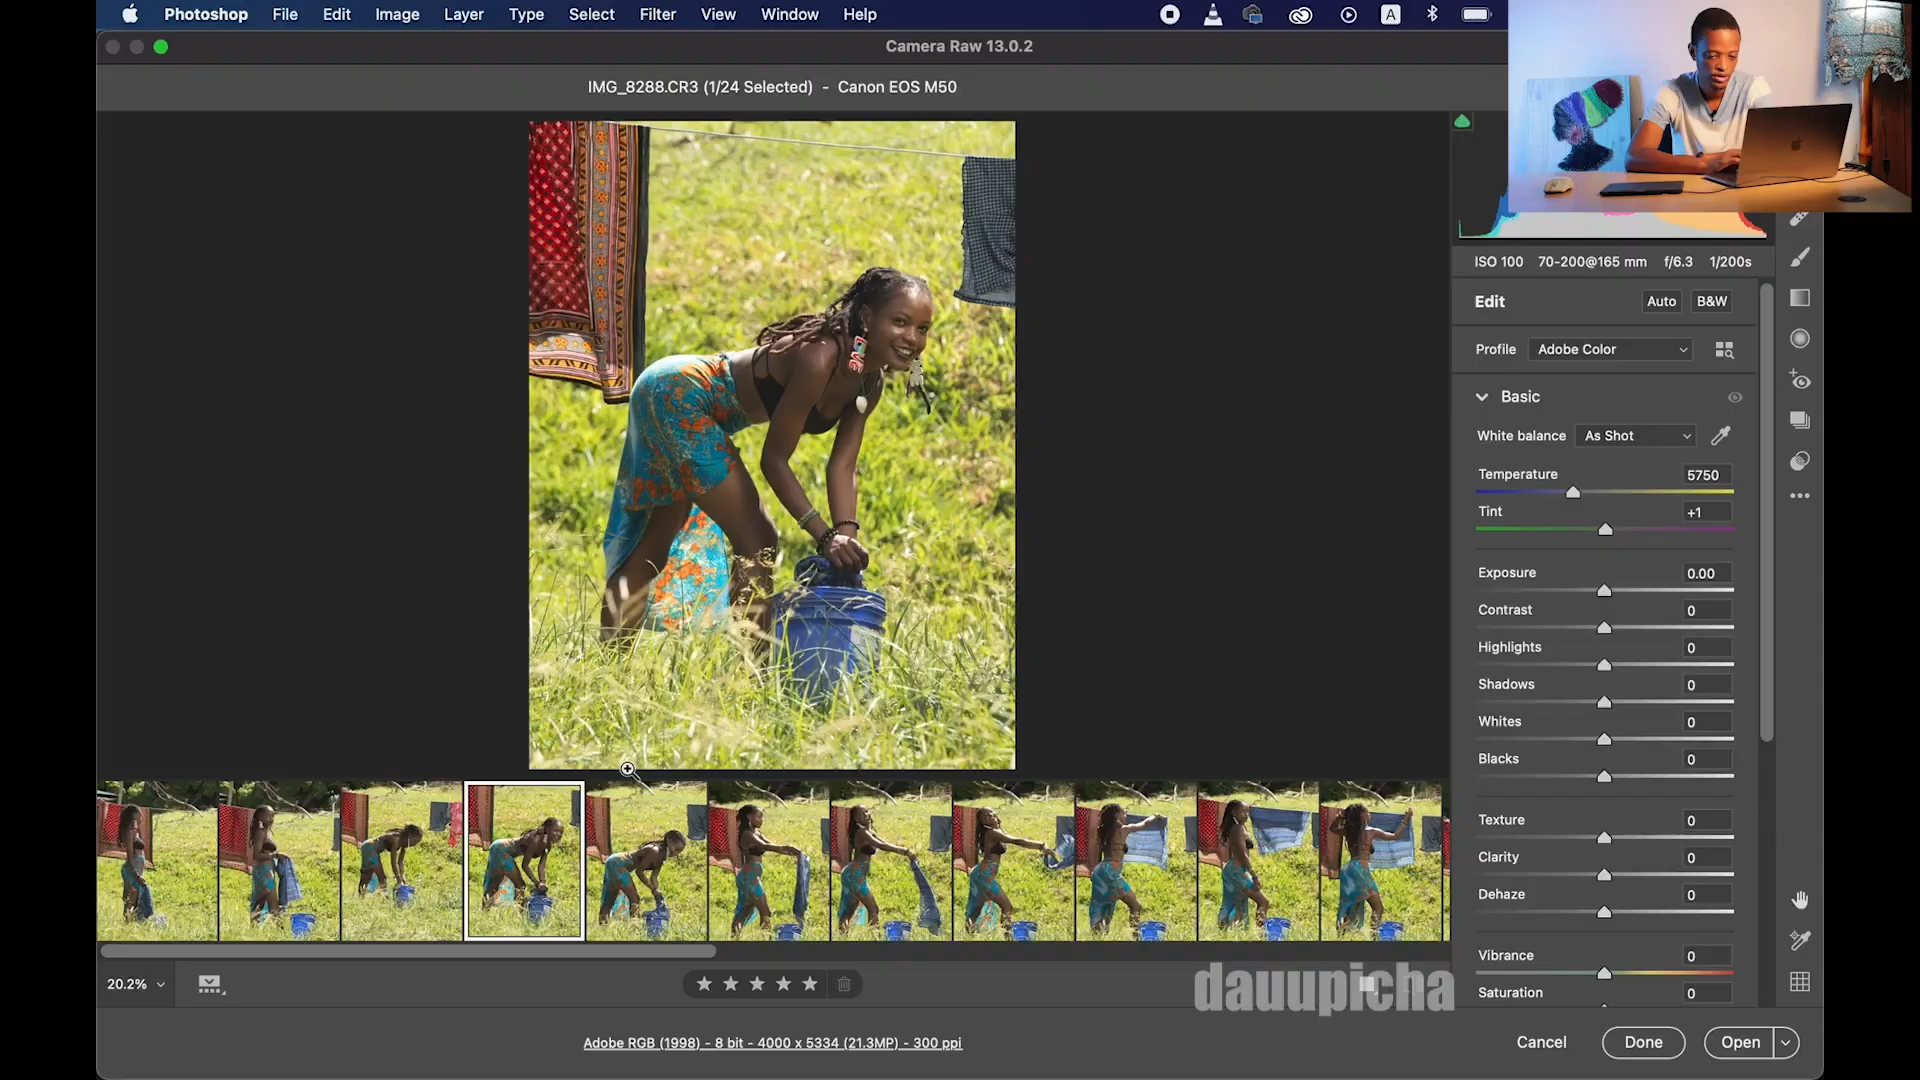 Photoshop File Edit Image Layer Type Select Filter View Window Help
A
Camera Raw 13.0.2
IMG_8288.CR3 (1/24 Selected) - Canon EOS M50
ISO 100 70-200@165 mm f/6.3 1/200s
Edit Auto B&W
Profile Adobe Color
Basic
White balance As Shot
Temperature 5750
Tint +1
Exposure 0.00
Contrast 0
Highlights 0
Shadows 0
Whites 0
Blacks 0
Texture 0
Clarity 0
Dehaze 0
Vibrance 0
Saturation 0
20.2%
dauupicha
Adobe RGB (1998) - 8 bit - 4000 x 5334 (21.3MP) - 300 ppi
Cancel Done Open